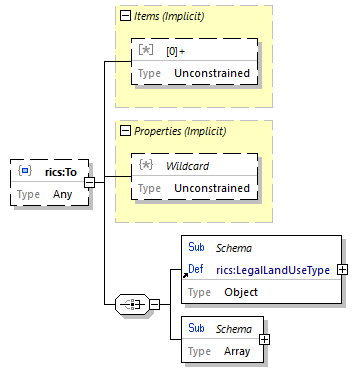 Items (Implicit)
[*] [0]+
Type Unconstrained
Properties (Implicit)
{*} Wildcard
Type Unconstrained
rics:To
Type Any
Sub Schema
Def rics:LegalLandUseType
Type Object
Sub Schema
Type Array